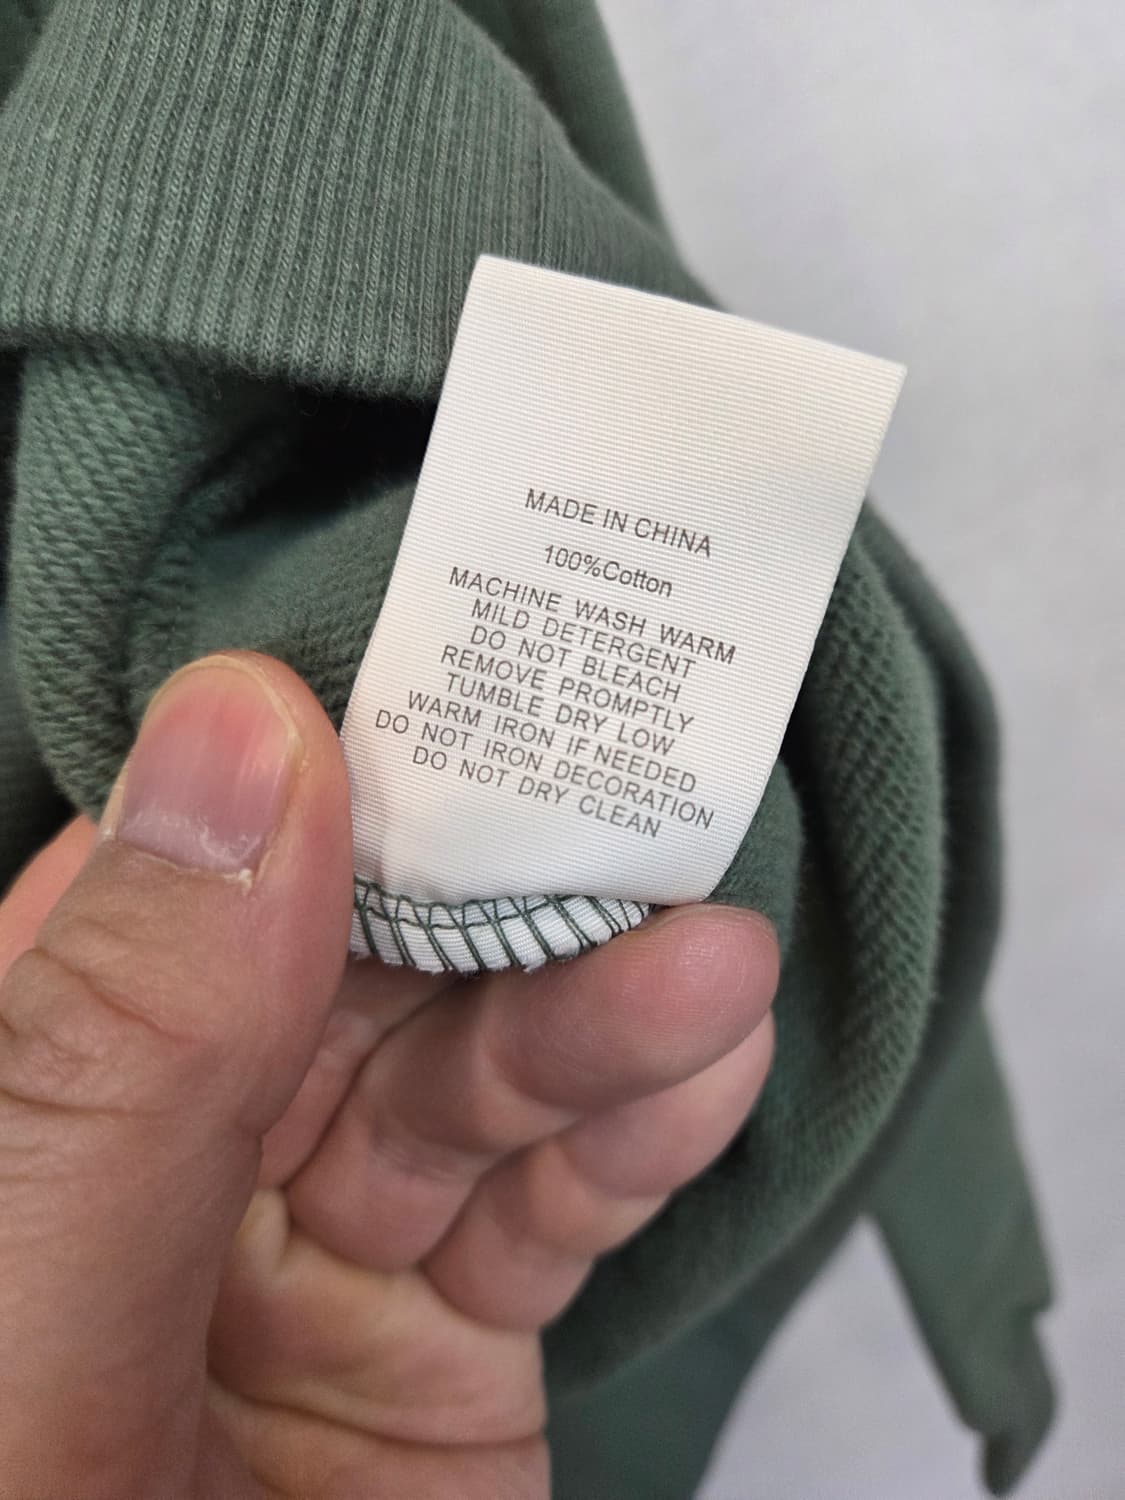 MADE IN CHINA
100%Cotton
MACHINE WASH WARM
MILD DETERGENT
DO NOT BLEACH
REMOVE PROMPTLY
TUMBLE DRY LOW
WARM IRON IF NEEDED
DO NOT IRON DECORATION
DO NOT DRY CLEAN